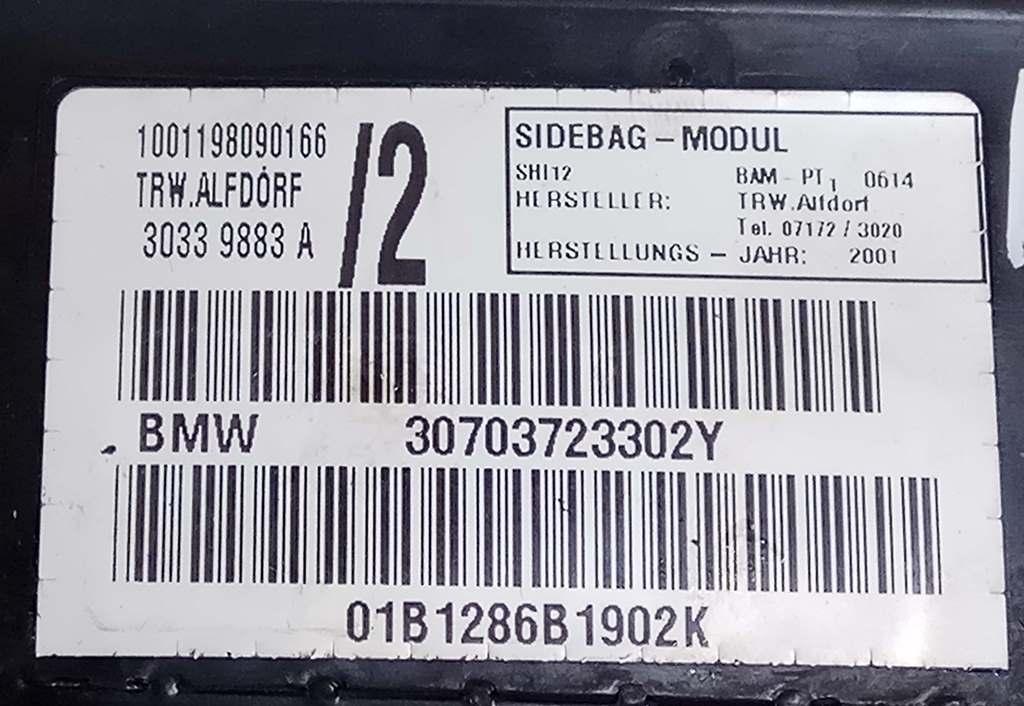 1001198090166
TRW.ALFDORF
3033 9883 A
/2
SIDEBAG - MODUL
SHI12 BAM - PT1 0614
HERSTELLER: TRW.Alfdorf
Tel. 07172 / 3020
HERSTELLUNGS - JAHR: 2001
BMW 30703723302Y
01B1286B1902K